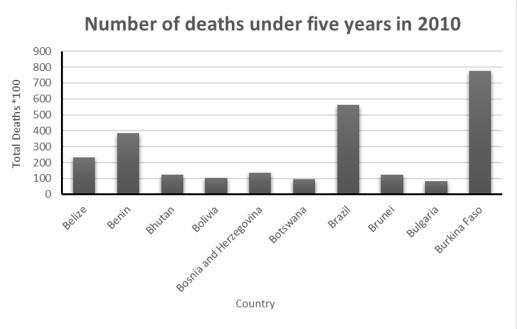 Number of deaths under five years in 2010
Total Deaths *100
900
800
700
600
500
400
300
200
100
0
Belize
Benin
Bhutan
Bolivia
Bosnia and Herzegovina
Botswana
Brazil
Brunei
Bulgaria
Burkina Faso
Country